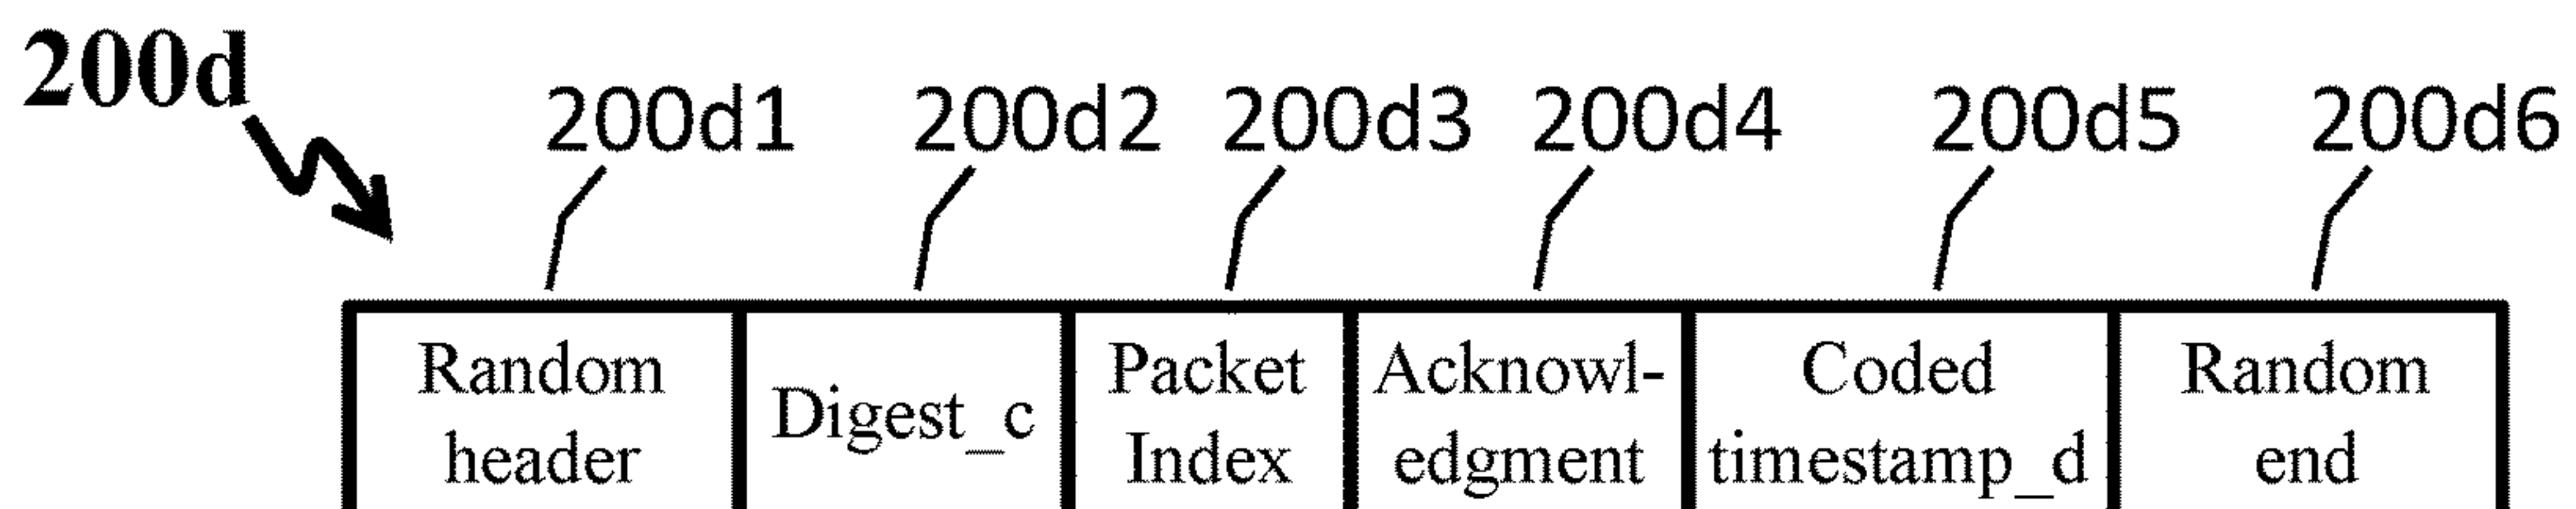 200d
200d1 200d2 200d3 200d4 200d5 200d6
Random header
Digest_c
Packet Index
Acknowl-
edgment
Coded timestamp_d
Random end